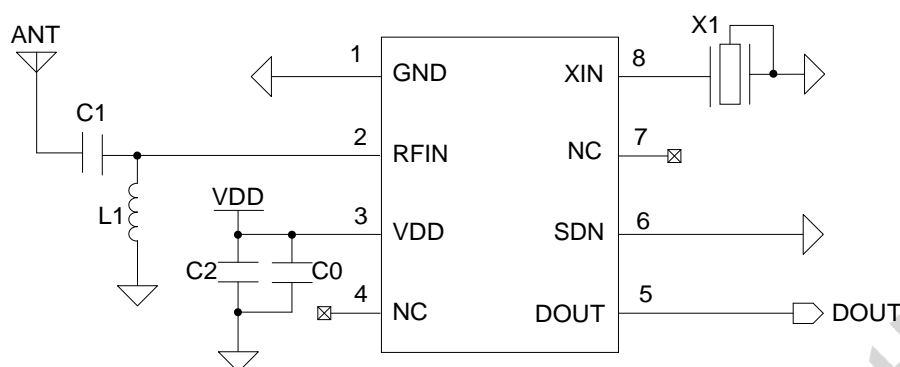 ANT
X1
1
GND
XIN
8
C1
2
RFIN
NC
7
L1
VDD
3
VDD
SDN
6
C2
C0
4
NC
DOUT
5
DOUT